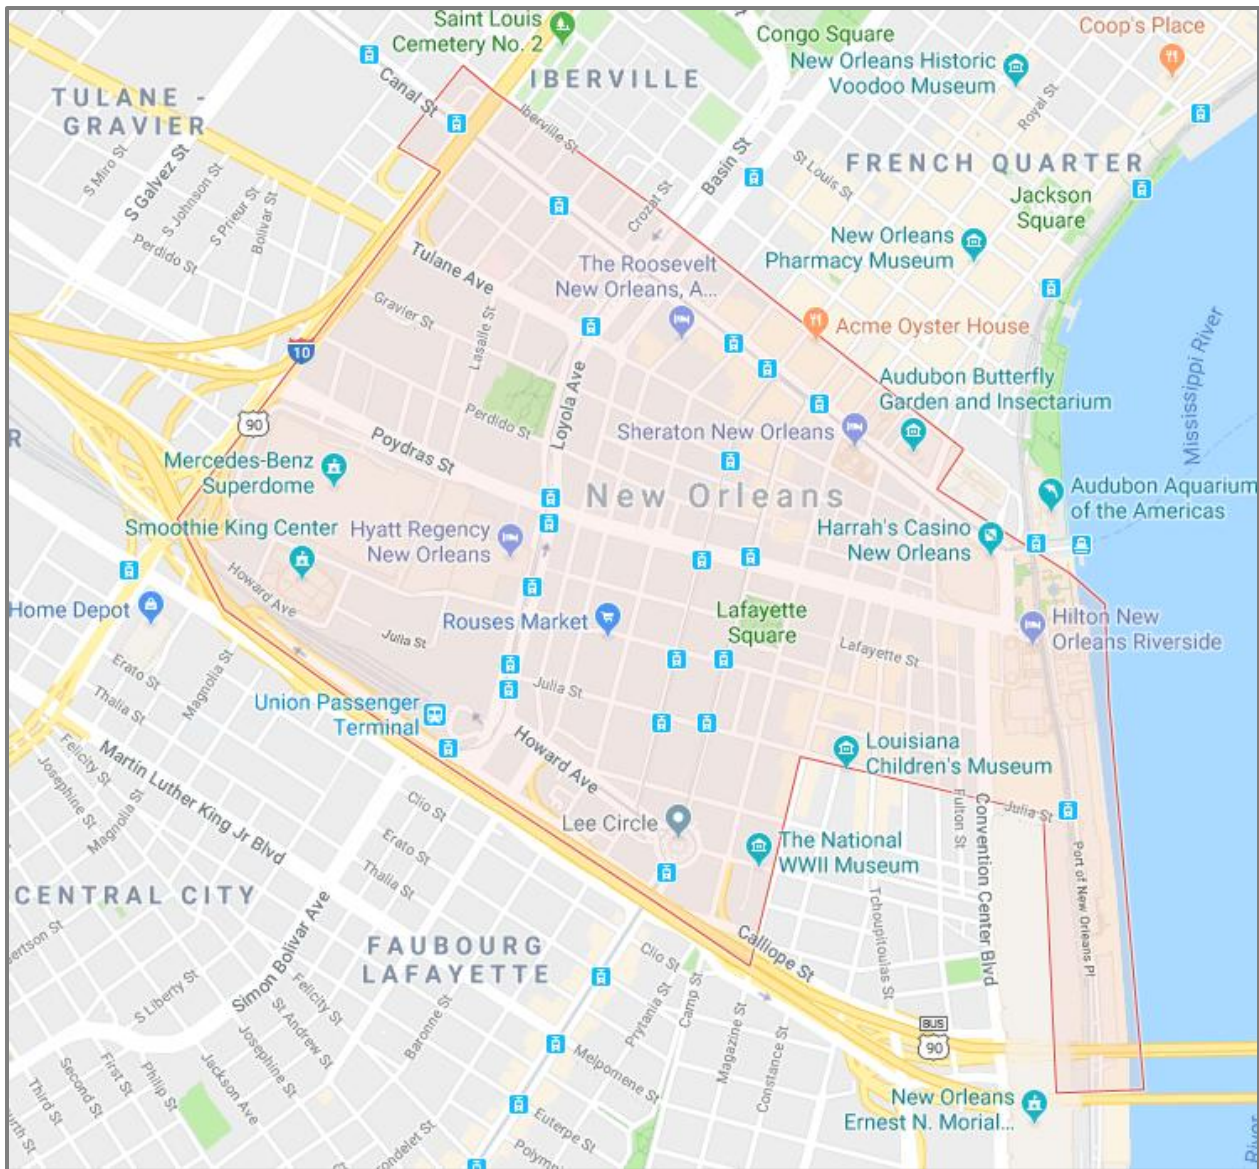 Saint Louis
Cemetery No. 2
Congo Square
Coop's Place
New Orleans Historic
Voodoo Museum
IBERVILLE
TULANE -
GRAVIER
Canal St
Iberville St
Royal St
Basin St
St Louis St
FRENCH QUARTER
S Miro St
S Galvez St
S Johnson St
S Prieur St
Bolivar St
Perdido St
Crozat St
Jackson
Square
New Orleans
Pharmacy Museum
Tulane Ave
The Roosevelt
New Orleans, A...
Gravier St
Lasalle St
Acme Oyster House
10
Mississippi River
Loyola Ave
Audubon Butterfly
Garden and Insectarium
90
Perdido St
R
Poydras St
Sheraton New Orleans
Mercedes-Benz
Superdome
New Orleans
Audubon Aquarium
of the Americas
Smoothie King Center
Hyatt Regency
New Orleans
Harrah's Casino
New Orleans
Howard Ave
Home Depot
Rouses Market
Lafayette
Square
Hilton New
Orleans Riverside
Julia St
Lafayette St
Erato St
Thalia St
Magnolia St
Julia St
Union Passenger
Terminal
Howard Ave
Louisiana
Children's Museum
Felicity St
Josephine St
Magnolia St
Martin Luther King Jr Blvd
Clio St
Erato St
Thalia St
Lee Circle
Fulton St
Convention Center Blvd
Julia St
The National
WWII Museum
Port of New Orleans Pl
CENTRAL CITY
Tchoupitoulas St
Simon Bolivar Ave
FAUBOURG
LAFAYETTE
Calliope St
Clio St
S Liberty St
Felicity St
St. Andrew St
Josephine St
Baronne St
Prytania St
Camp St
Magazine St
Constance St
BUS
90
Melpomene St
First St
Second St
Third St
Philip St
Jackson Ave
New Orleans
Ernest N. Morial...
Euterpe St
River